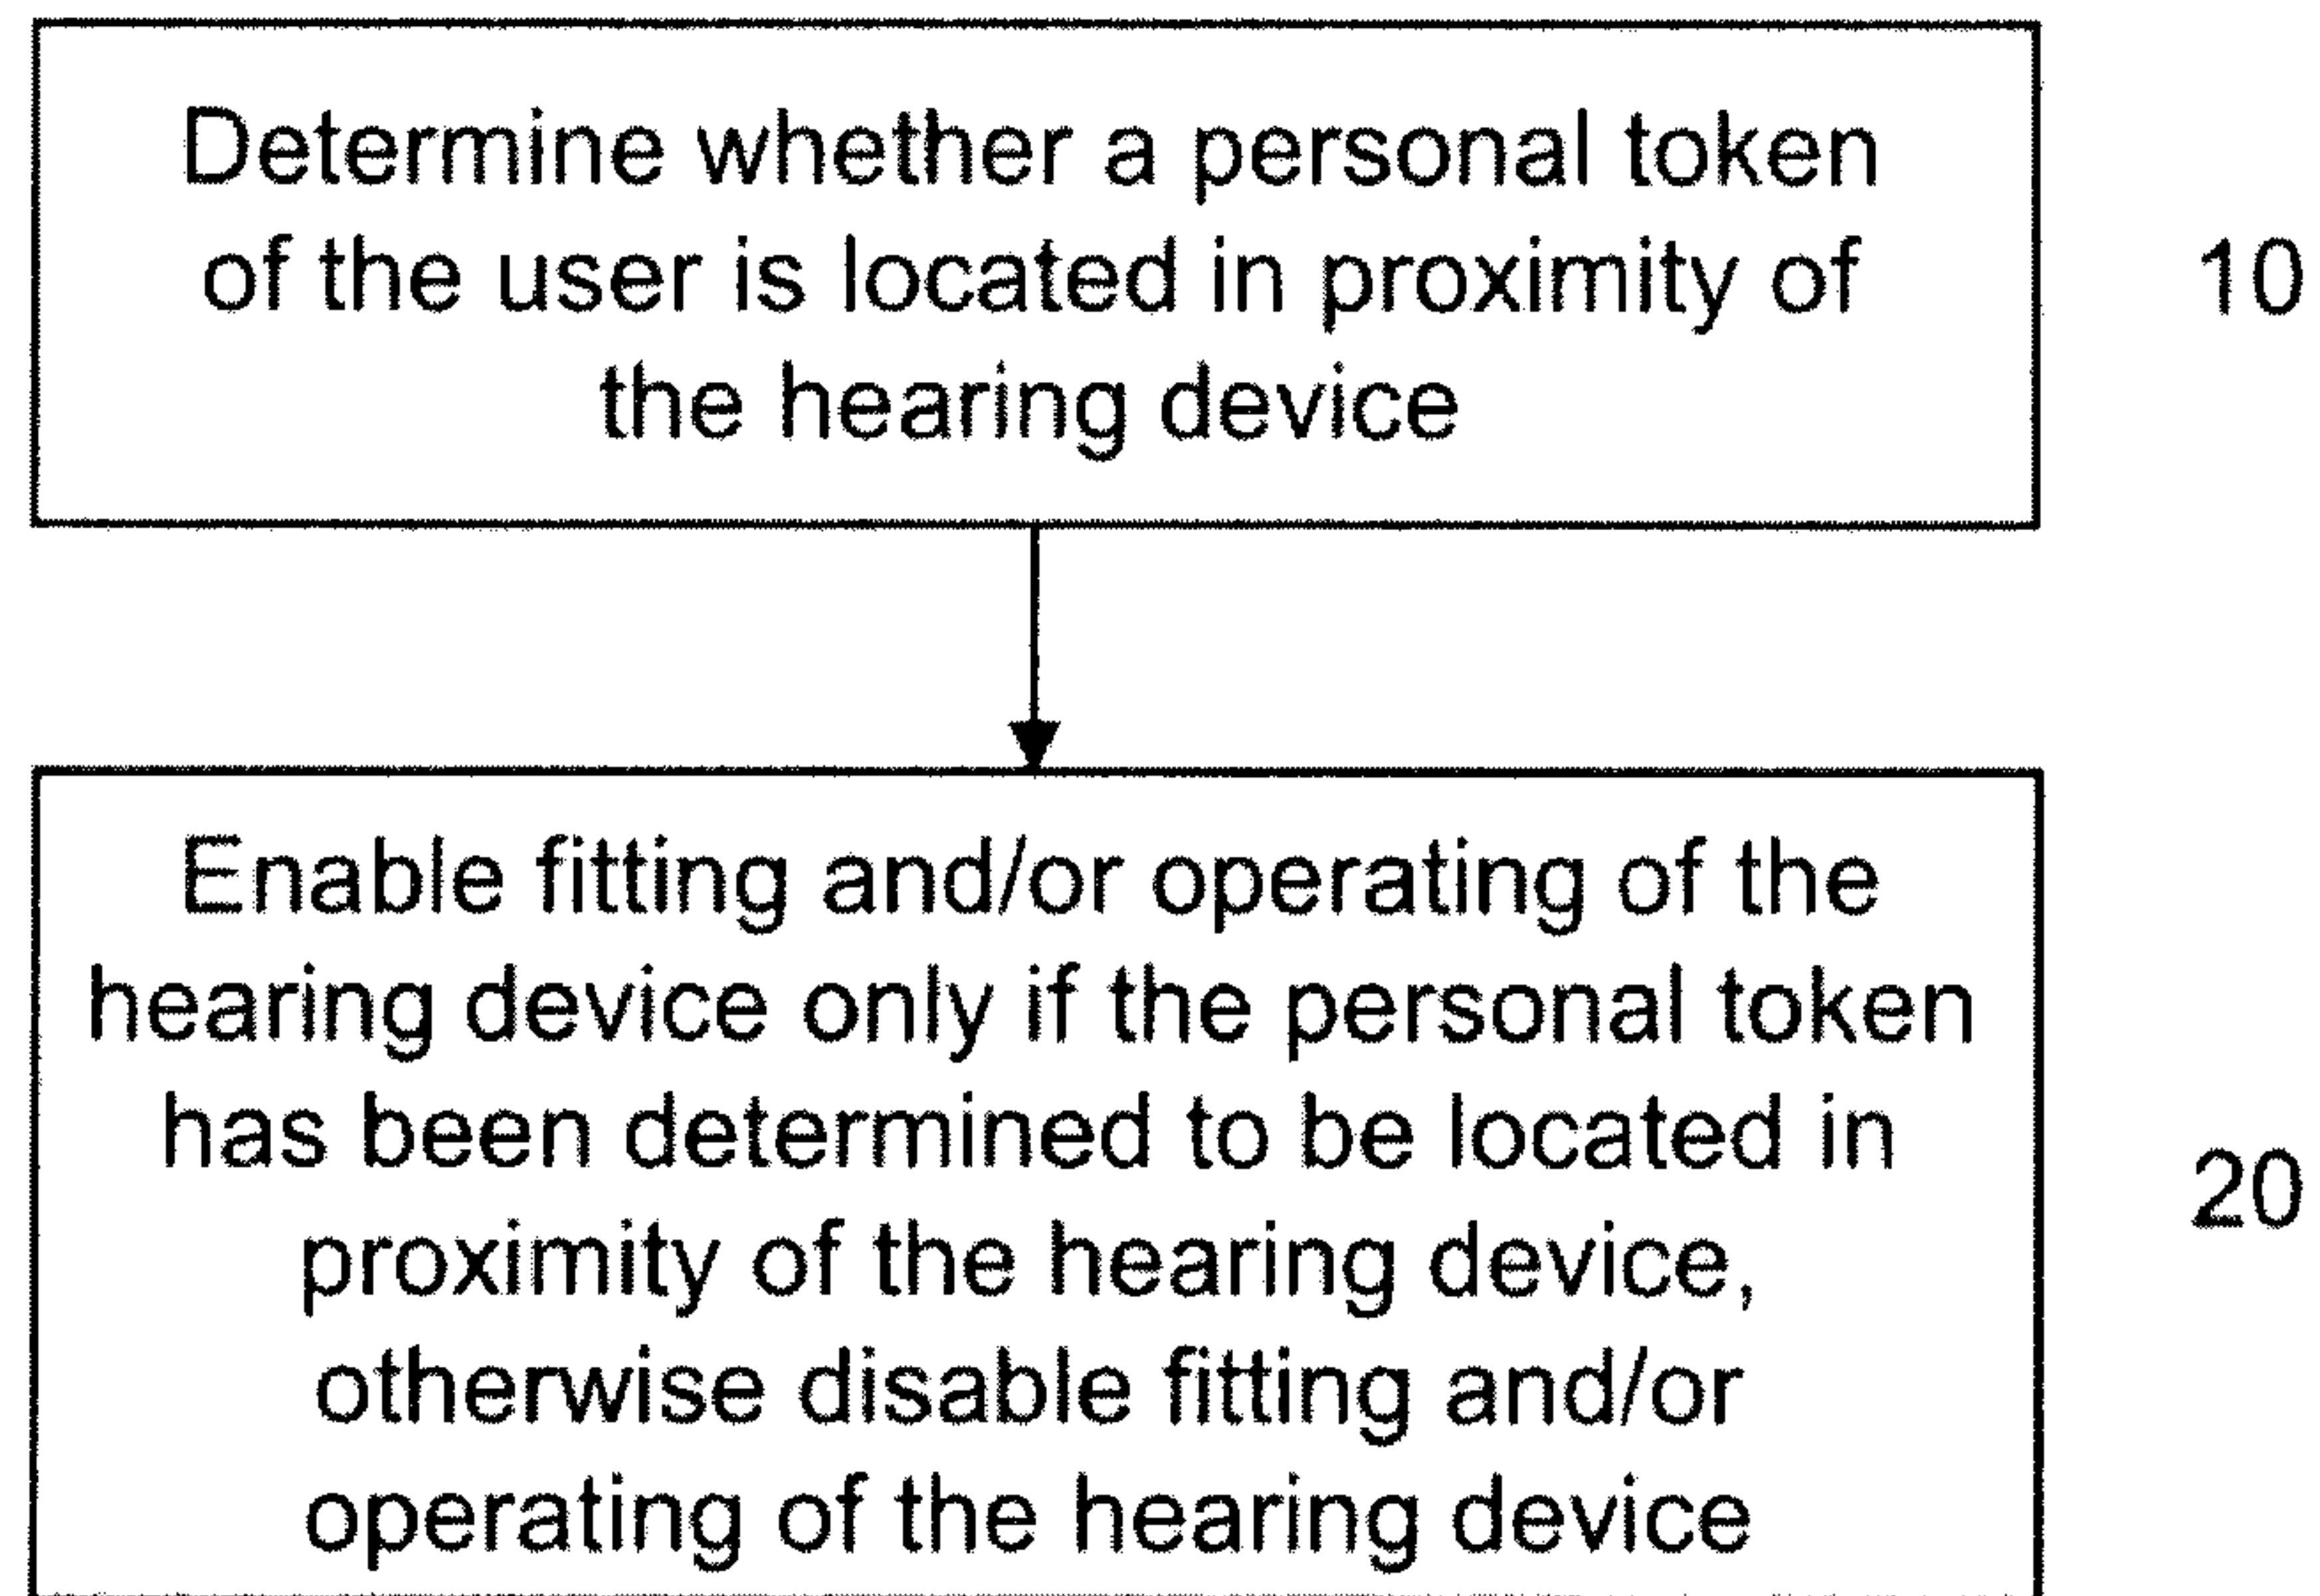 Determine whether a personal token
of the user is located in proximity of
the hearing device
10
Enable fitting and/or operating of the
hearing device only if the personal token
has been determined to be located in
proximity of the hearing device,
otherwise disable fitting and/or
operating of the hearing device
20